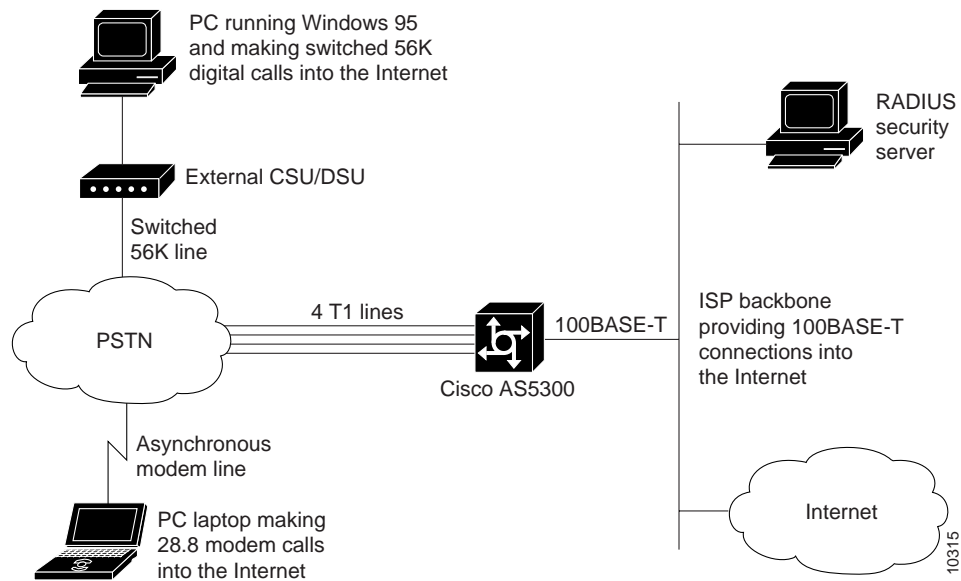 PC running Windows 95
and making switched 56K
digital calls into the Internet
RADIUS
security
server
External CSU/DSU
Switched
56K line
4 T1 lines
PSTN
100BASE-T
Cisco AS5300
ISP backbone
providing 100BASE-T
connections into
the Internet
Asynchronous
modem line
PC laptop making
28.8 modem calls
into the Internet
Internet
10315